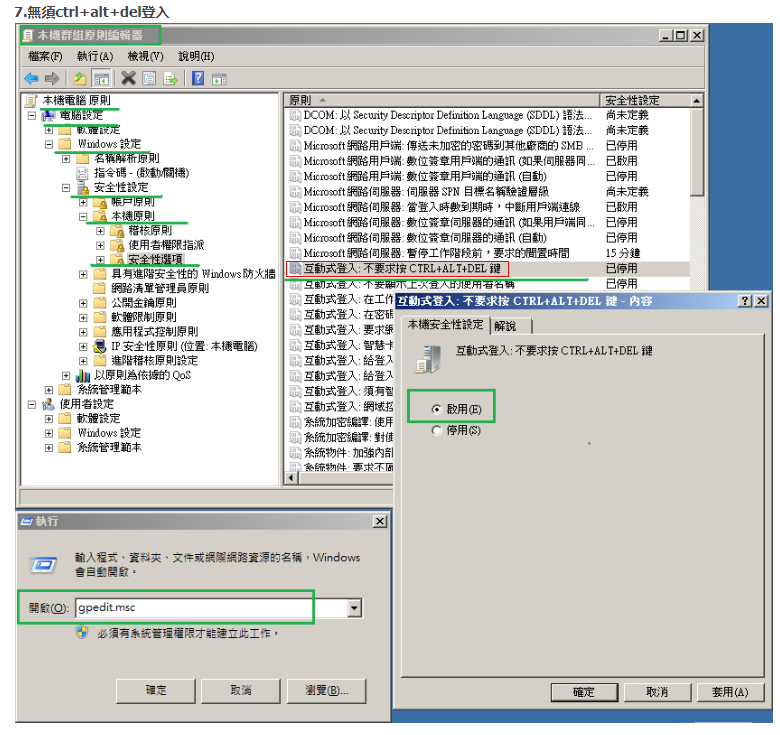 7.無須ctrl+alt+del登入
本機群組原則編輯器
檔案(F) 執行(A) 檢視(V) 說明(H)
本機電腦 原則
電腦設定
軟體設定
Windows 設定
名稱解析原則
指令碼 - (啟動/關機)
安全性設定
帳戶原則
本機原則
稽核原則
使用者權限指派
安全性選項
具有進階安全性的 Windows 防火牆
網路清單管理員原則
公開金鑰原則
軟體限制原則
應用程式控制原則
IP 安全性原則 (位置: 本機電腦)
進階稽核原則設定
以原則為依據的 QoS
系統管理範本
使用者設定
軟體設定
Windows 設定
系統管理範本
原則 安全性設定
DCOM: 以 Security Descriptor Definition Language (SDDL) 語法... 尚未定義
DCOM: 以 Security Descriptor Definition Language (SDDL) 語法... 尚未定義
Microsoft 網路用戶端: 傳送未加密的密碼到其他廠商的 SMB ... 已停用
Microsoft 網路用戶端: 數位簽章用戶端的通訊 (如果伺服器同... 已啟用
Microsoft 網路用戶端: 數位簽章用戶端的通訊 (自動) 已停用
Microsoft 網路伺服器: 伺服器 SPN 目標名稱驗證層級 尚未定義
Microsoft 網路伺服器: 當登入時數到期時，中斷用戶端連線 已啟用
Microsoft 網路伺服器: 數位簽章伺服器的通訊 (如果用戶端同... 已停用
Microsoft 網路伺服器: 數位簽章伺服器的通訊 (自動) 已停用
Microsoft 網路伺服器: 暫停工作階段前，要求的閒置時間 15 分鐘
互動式登入: 不要求按 CTRL+ALT+DEL 鍵 已停用
互動式登入: 不要顯示上次登入的使用者名稱 已停用
互動式登入: 在工作
互動式登入: 在密碼
互動式登入: 要求網
互動式登入: 智慧卡
互動式登入: 給登入
互動式登入: 給登入
互動式登入: 須有智
互動式登入: 網域控
系統加密編譯: 使用
系統加密編譯: 對使
系統物件: 加強內部
系統物件: 要求不區
互動式登入: 不要求按 CTRL+ALT+DEL 鍵 - 內容
本機安全性設定 解說
互動式登入: 不要求按 CTRL+ALT+DEL 鍵
啟用(E)
停用(S)
確定 取消 套用(A)
執行
輸入程式、資料夾、文件或網際網路資源的名稱，Windows
會自動開啟。
開啟(O): gpedit.msc
必須有系統管理權限才能建立此工作。
確定 取消 瀏覽(B)...